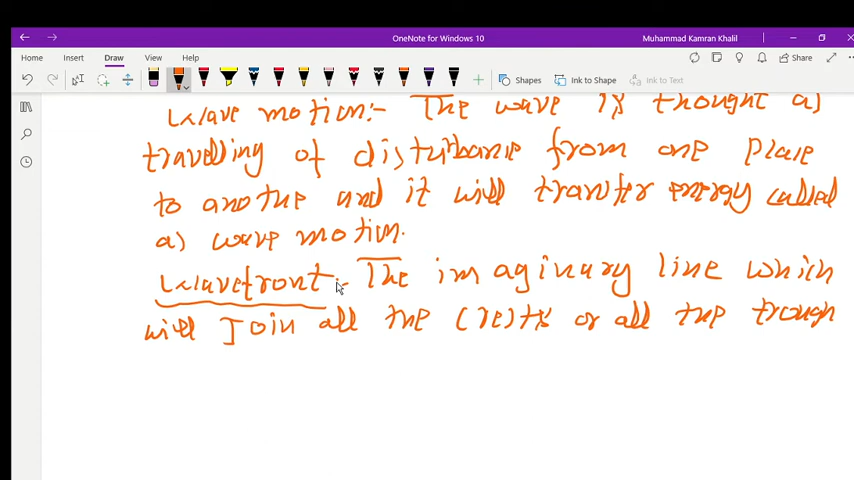 OneNote for Windows 10
Muhammad Kamran Khalil
Home Insert Draw View Help
Share
Shapes Ink to Shape Ink to Text
Wave motion:- The wave is thought as
travelling of disturbance from one place
to another and it will transfer energy called
as wave motion.
Wavefront:- The imaginary line which
will Join all the crests or all the trough